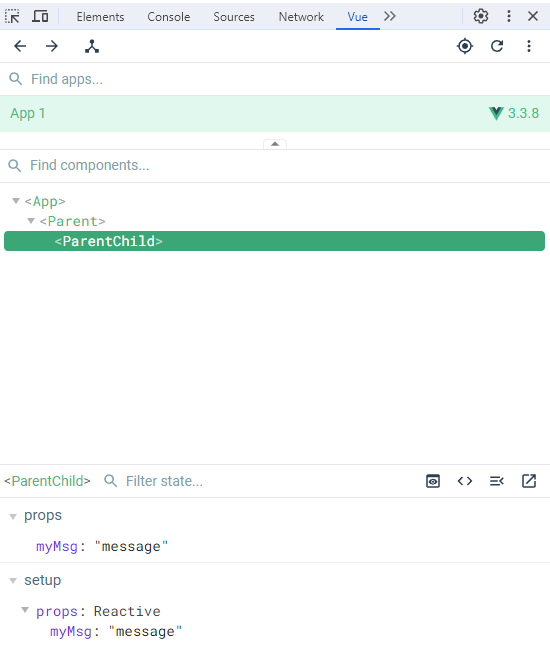 Elements Console Sources Network Vue
Find apps...
App 1 3.3.8
Find components...
<App>
<Parent>
<ParentChild>
<ParentChild> Filter state...
props
myMsg: "message"
setup
props: Reactive
myMsg: "message"